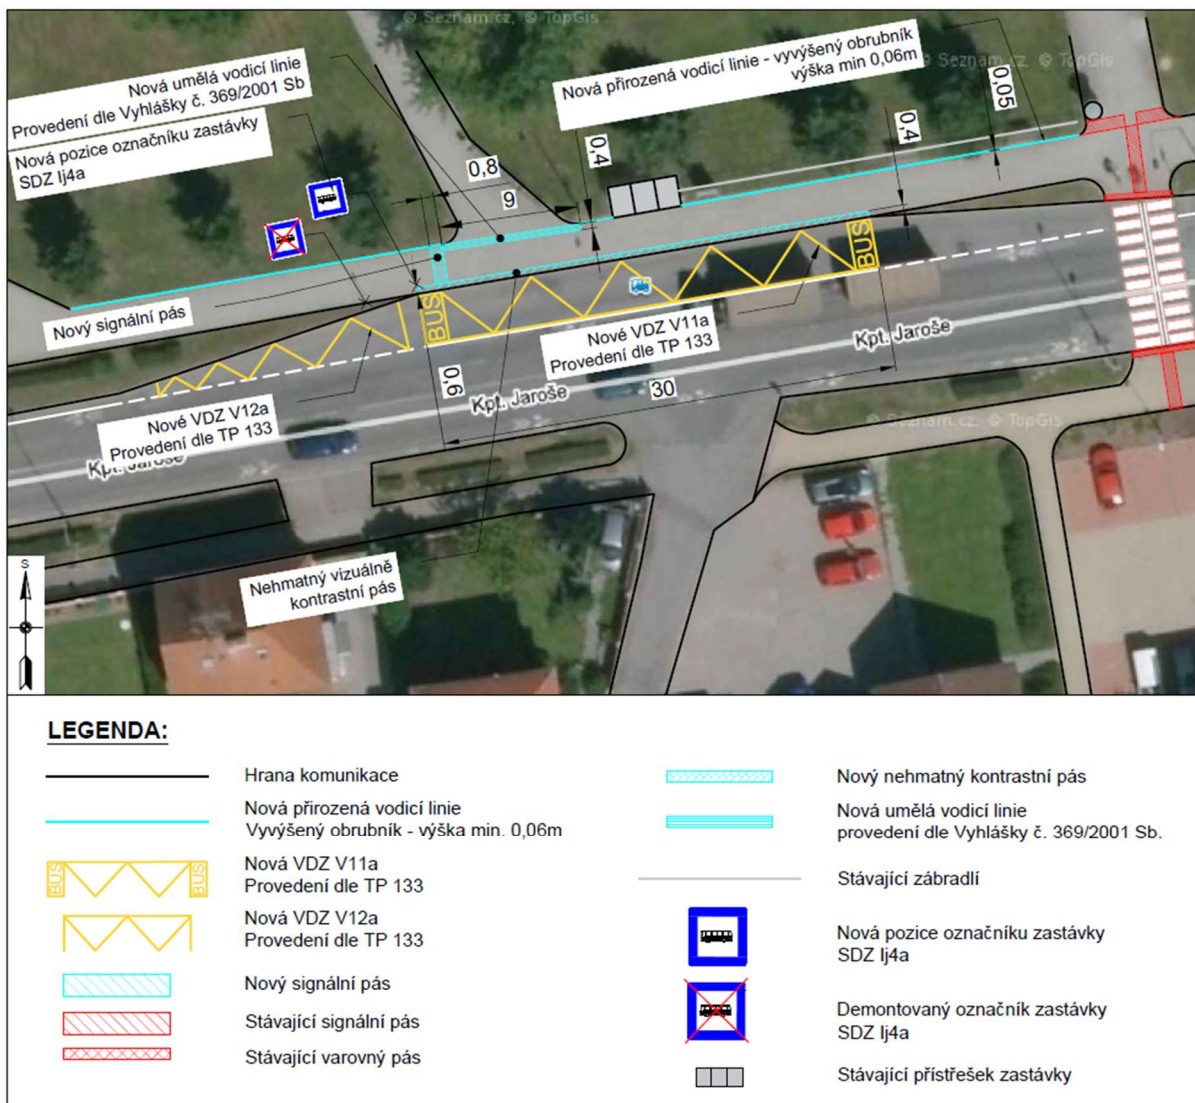 © Seznam.cz, © TopGis
Nová umělá vodicí linie
Provedení dle Vyhlášky č. 369/2001 Sb
Nová pozice označníku zastávky
SDZ Ij4a
Nová přirozená vodicí linie - vyvýšený obrubník
výška min 0,06m
© Seznam.cz, © TopGis
0,05
0,4
0,4
0,8
9
Nový signální pás
BUS
BUS
Nové VDZ V11a
Provedení dle TP 133
Kpt. Jaroše
Kpt. Jaroše
30
0,6
Nové VDZ V12a
Provedení dle TP 133
Kpt. Jaroše
© Seznam.cz, © TopGis
Nehmatný vizuálně
kontrastní pás
S
LEGENDA:
Hrana komunikace
Nová přirozená vodicí linie
Vyvýšený obrubník - výška min. 0,06m
BUS
BUS
Nová VDZ V11a
Provedení dle TP 133
Nová VDZ V12a
Provedení dle TP 133
Nový signální pás
Stávající signální pás
Stávající varovný pás
Nový nehmatný kontrastní pás
Nová umělá vodicí linie
provedení dle Vyhlášky č. 369/2001 Sb.
Stávající zábradlí
Nová pozice označníku zastávky
SDZ Ij4a
Demontovaný označník zastávky
SDZ Ij4a
Stávající přístřešek zastávky